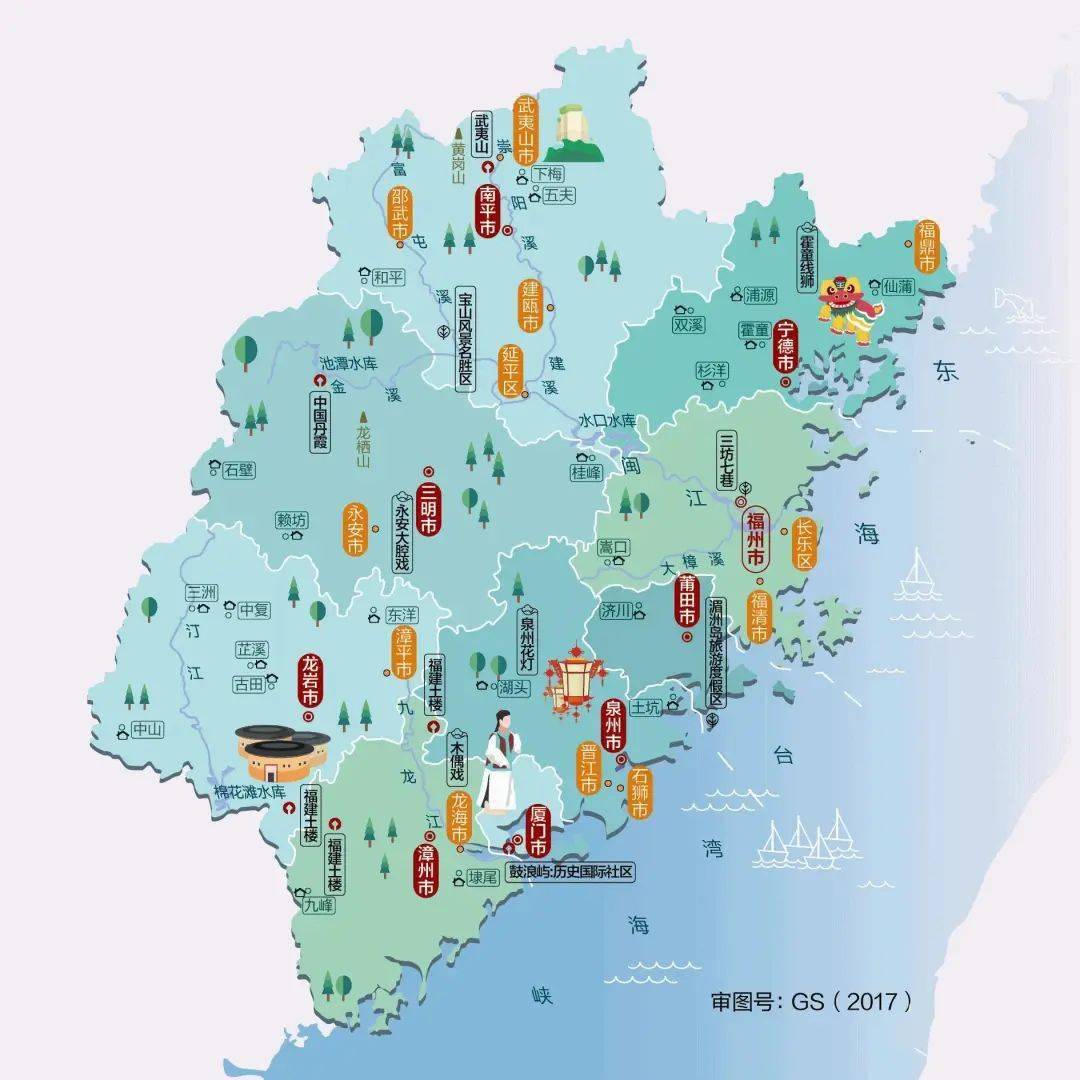 武夷山市
武夷山
崇
阳
溪
黄岗山
富
屯
溪
下梅
五夫
南平市
邵武市
和平
福鼎市
霍童线狮
浦源
仙蒲
双溪
霍童
宁德市
杉洋
建瓯市
宝山风景名胜区
延平区
建
溪
池潭水库
金
溪
中国丹霞
龙栖山
水口水库
闽
江
桂峰
三坊七巷
石壁
三明市
永安市
永安大腔戏
赖坊
福州市
长乐区
嵩口
大
樟
溪
福清市
莆田市
济川
湄洲岛旅游度假区
三洲
中复
汀
江
芷溪
古田
龙岩市
中山
东洋
漳平市
福建土楼
九
龙
江
泉州花灯
湖头
土坑
泉州市
晋江市
石狮市
木偶戏
棉花滩水库
福建土楼
福建土楼
九峰
龙海市
漳州市
埭尾
厦门市
鼓浪屿:历史国际社区
东
海
台
湾
海
峡
审图号：GS（2017）